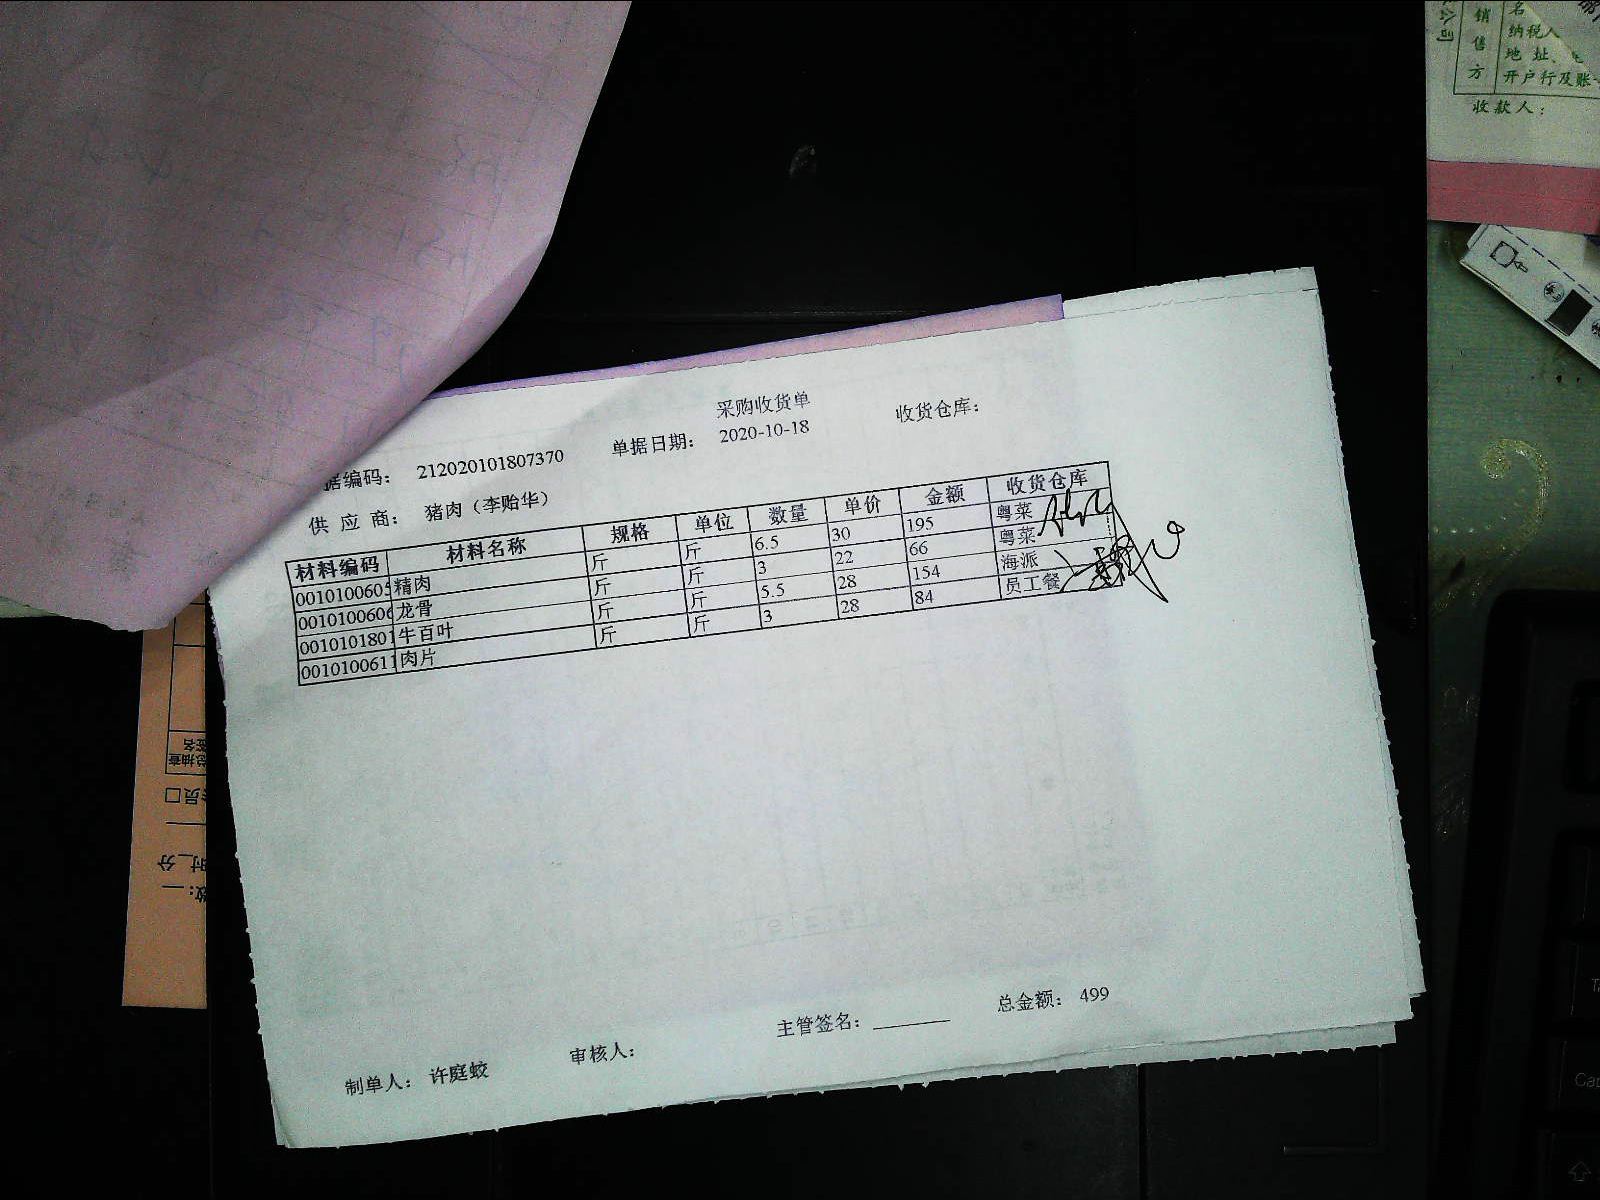 采购收货单
据编码： 212020101807370 单据日期： 2020-10-18 收货仓库：
供 应 商： 猪肉（李贻华）
材料编码 材料名称 规格 单位 数量 单价 金额 收货仓库
0010100605 精肉 斤 斤 6.5 30 195 粤菜
0010100606 龙骨 斤 斤 3 22 66 粤菜
0010101801 牛百叶 斤 斤 5.5 28 154 海派
0010100611 肉片 斤 斤 3 28 84 员工餐
制单人： 许庭蛟 审核人： 主管签名： 总金额： 499
销售方
名
纳税人
地 址、
开户行及账
收款人：
公司